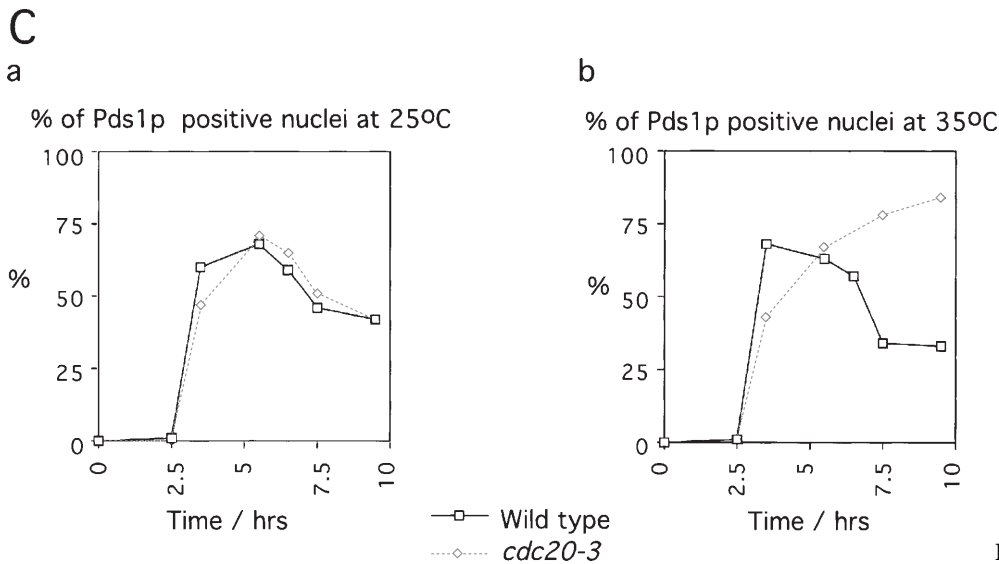 C
a
% of Pds1p positive nuclei at 25ºC
100
75
%
50
25
0
0
2.5
5
7.5
10
Time / hrs
b
% of Pds1p positive nuclei at 35ºC
100
75
%
50
25
0
0
2.5
5
7.5
10
Time / hrs
Wild type
cdc20-3